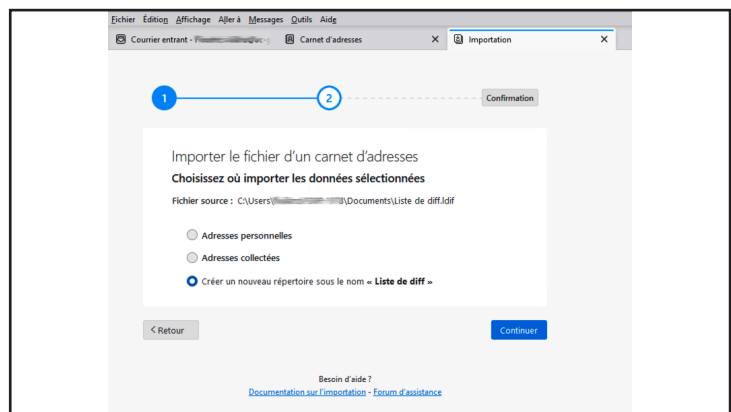 Fichier Édition Affichage Aller à Messages Outils Aide
Courrier entrant - Carnet d'adresses Importation
1 2 Confirmation
Importer le fichier d'un carnet d'adresses
Choisissez où importer les données sélectionnées
Fichier source : C:\Users\ \Documents\Liste de diff.ldif
Adresses personnelles
Adresses collectées
Créer un nouveau répertoire sous le nom « Liste de diff »
< Retour Continuer
Besoin d'aide ?
Documentation sur l'importation - Forum d'assistance